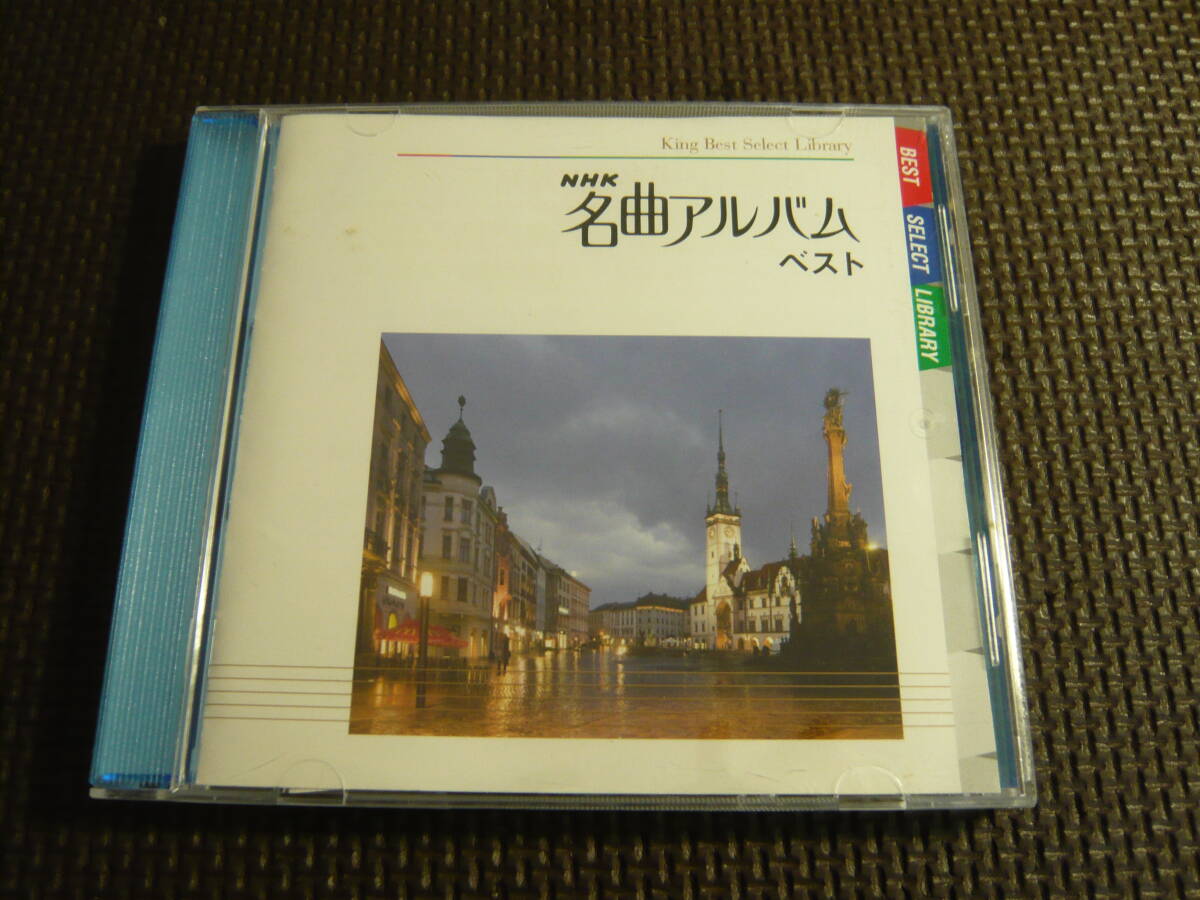 King Best Select Library
NHK
名曲アルバム
ベスト
BEST
SELECT
LIBRARY